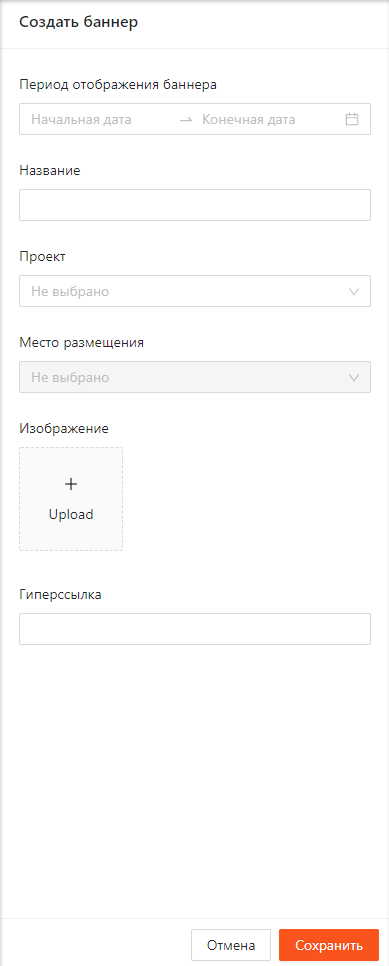 Создать баннер
Период отображения баннера
Начальная дата → Конечная дата
Название
Проект
Не выбрано
Место размещения
Не выбрано
Изображение
+
Upload
Гиперссылка
Отмена Сохранить